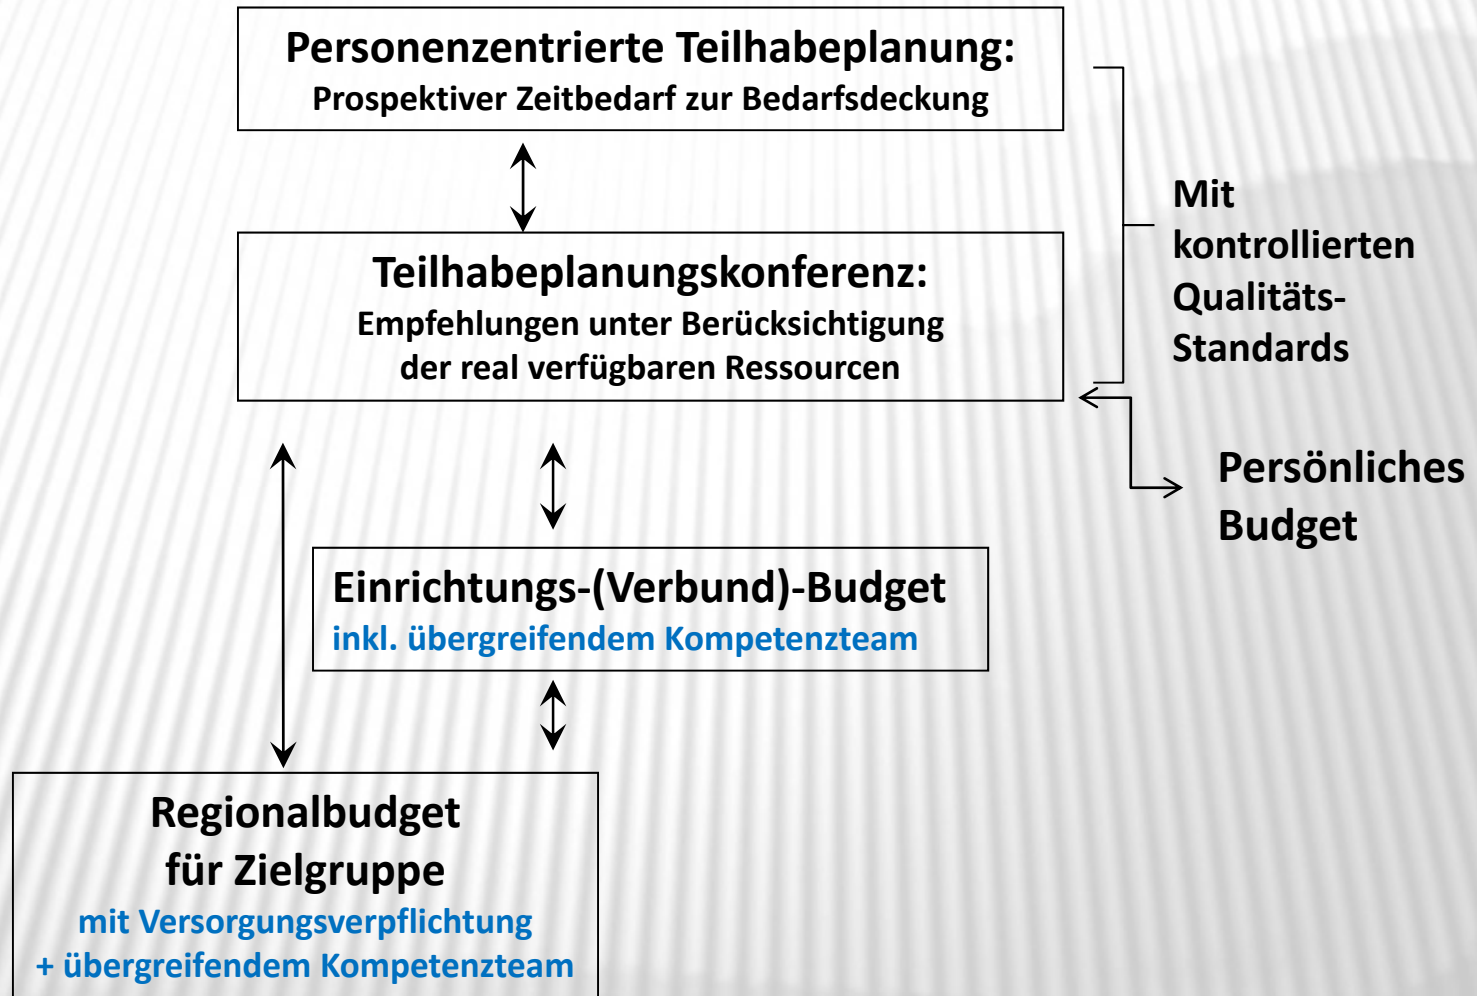 Personenzentrierte Teilhabeplanung:
Prospektiver Zeitbedarf zur Bedarfsdeckung
Teilhabeplanungskonferenz:
Empfehlungen unter Berücksichtigung
der real verfügbaren Ressourcen
Mit
kontrollierten
Qualitäts-
Standards
Persönliches
Budget
Einrichtungs-(Verbund)-Budget
inkl. übergreifendem Kompetenzteam
Regionalbudget
für Zielgruppe
mit Versorgungsverpflichtung
+ übergreifendem Kompetenzteam